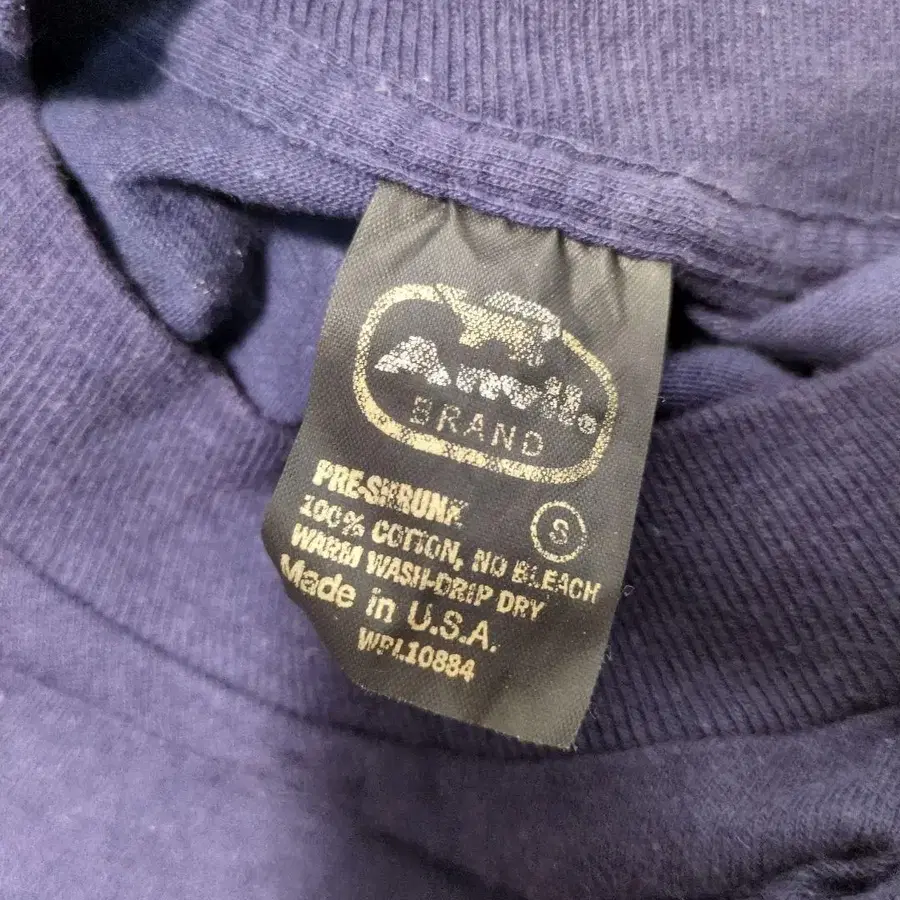 Anvil®
BRAND
PRE-SHRUNK
S
100% COTTON, NO BLEACH
WARM WASH-DRIP DRY
Made in U.S.A.
WPL10884